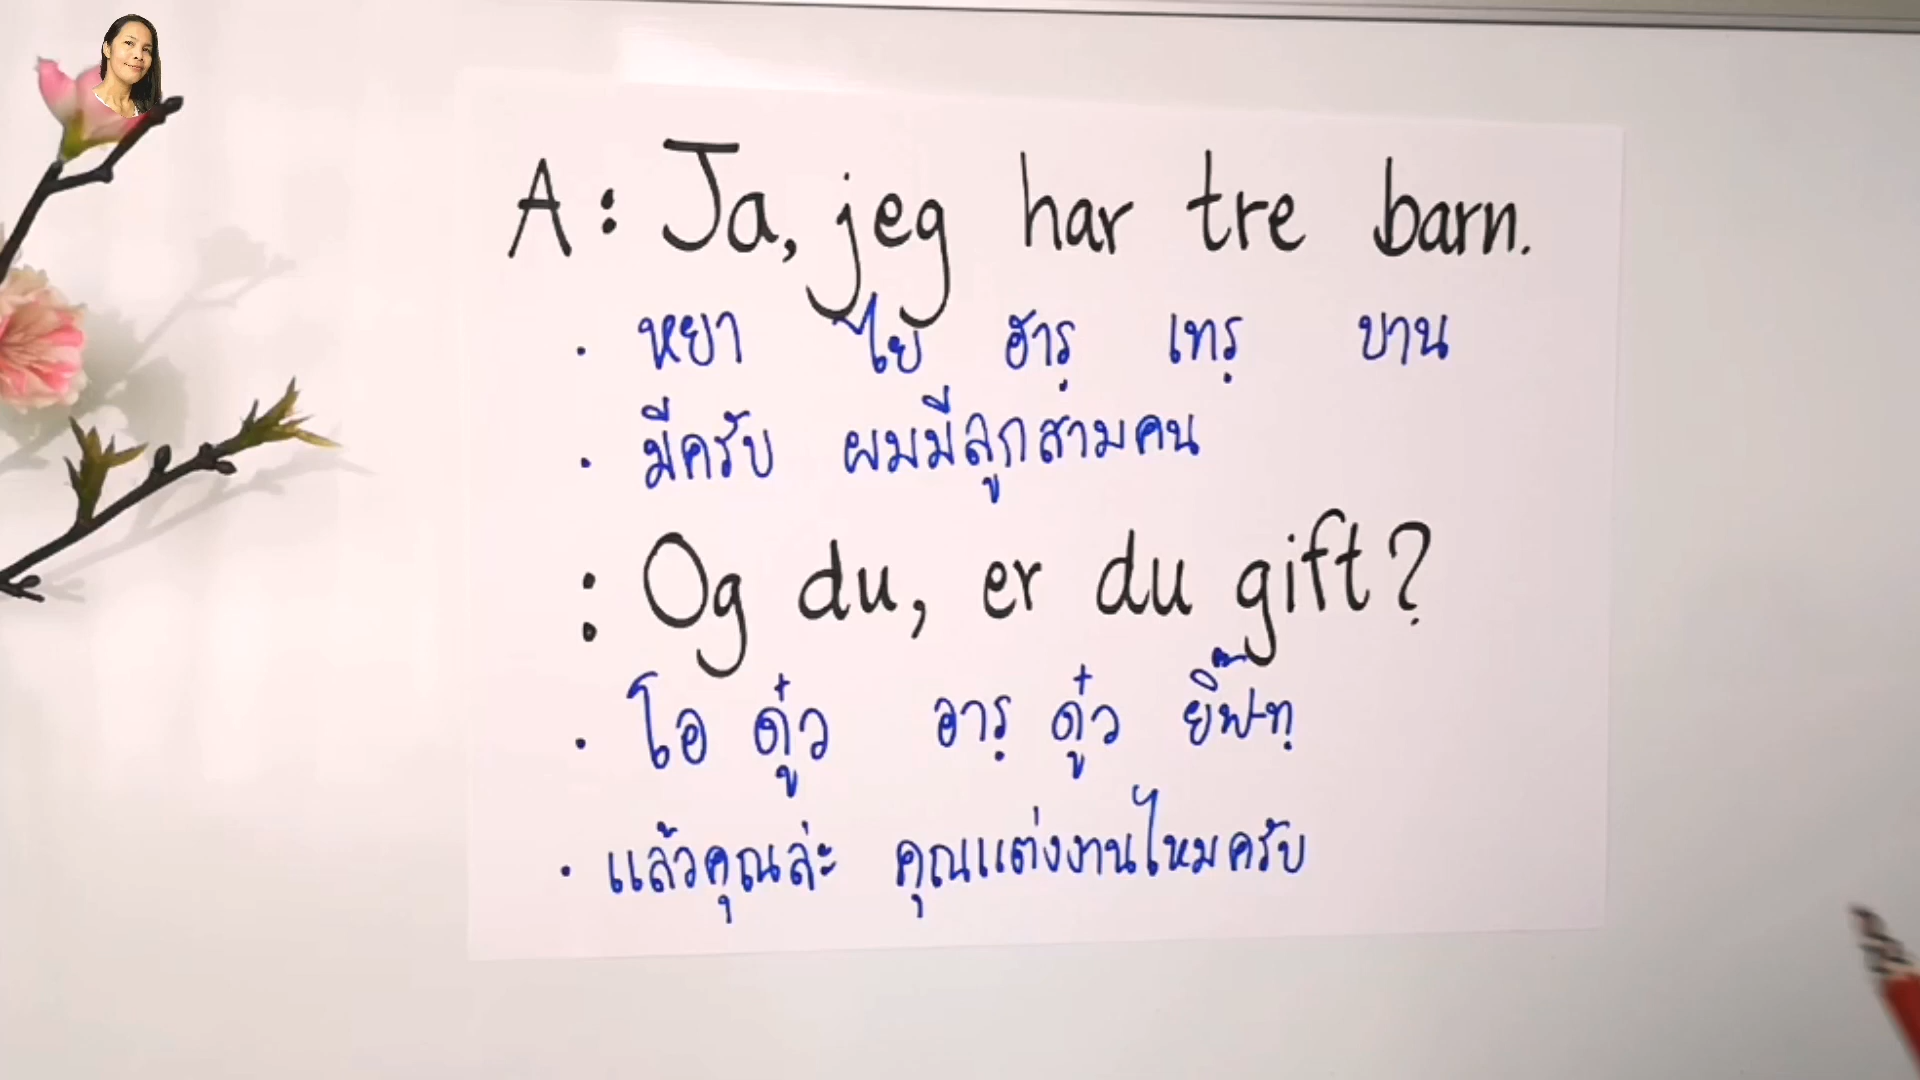 A : Ja, jeg har tre barn.
· หยา ไย ฮารฺ เทรฺ บาน
· มีครับ ผมมีลูกสามคน
: Og du, er du gift?
· โอ ดู๋ว อารฺ ดู๋ว ยิ๊ฟทฺ
· แล้วคุณล่ะ คุณแต่งงานไหมครับ